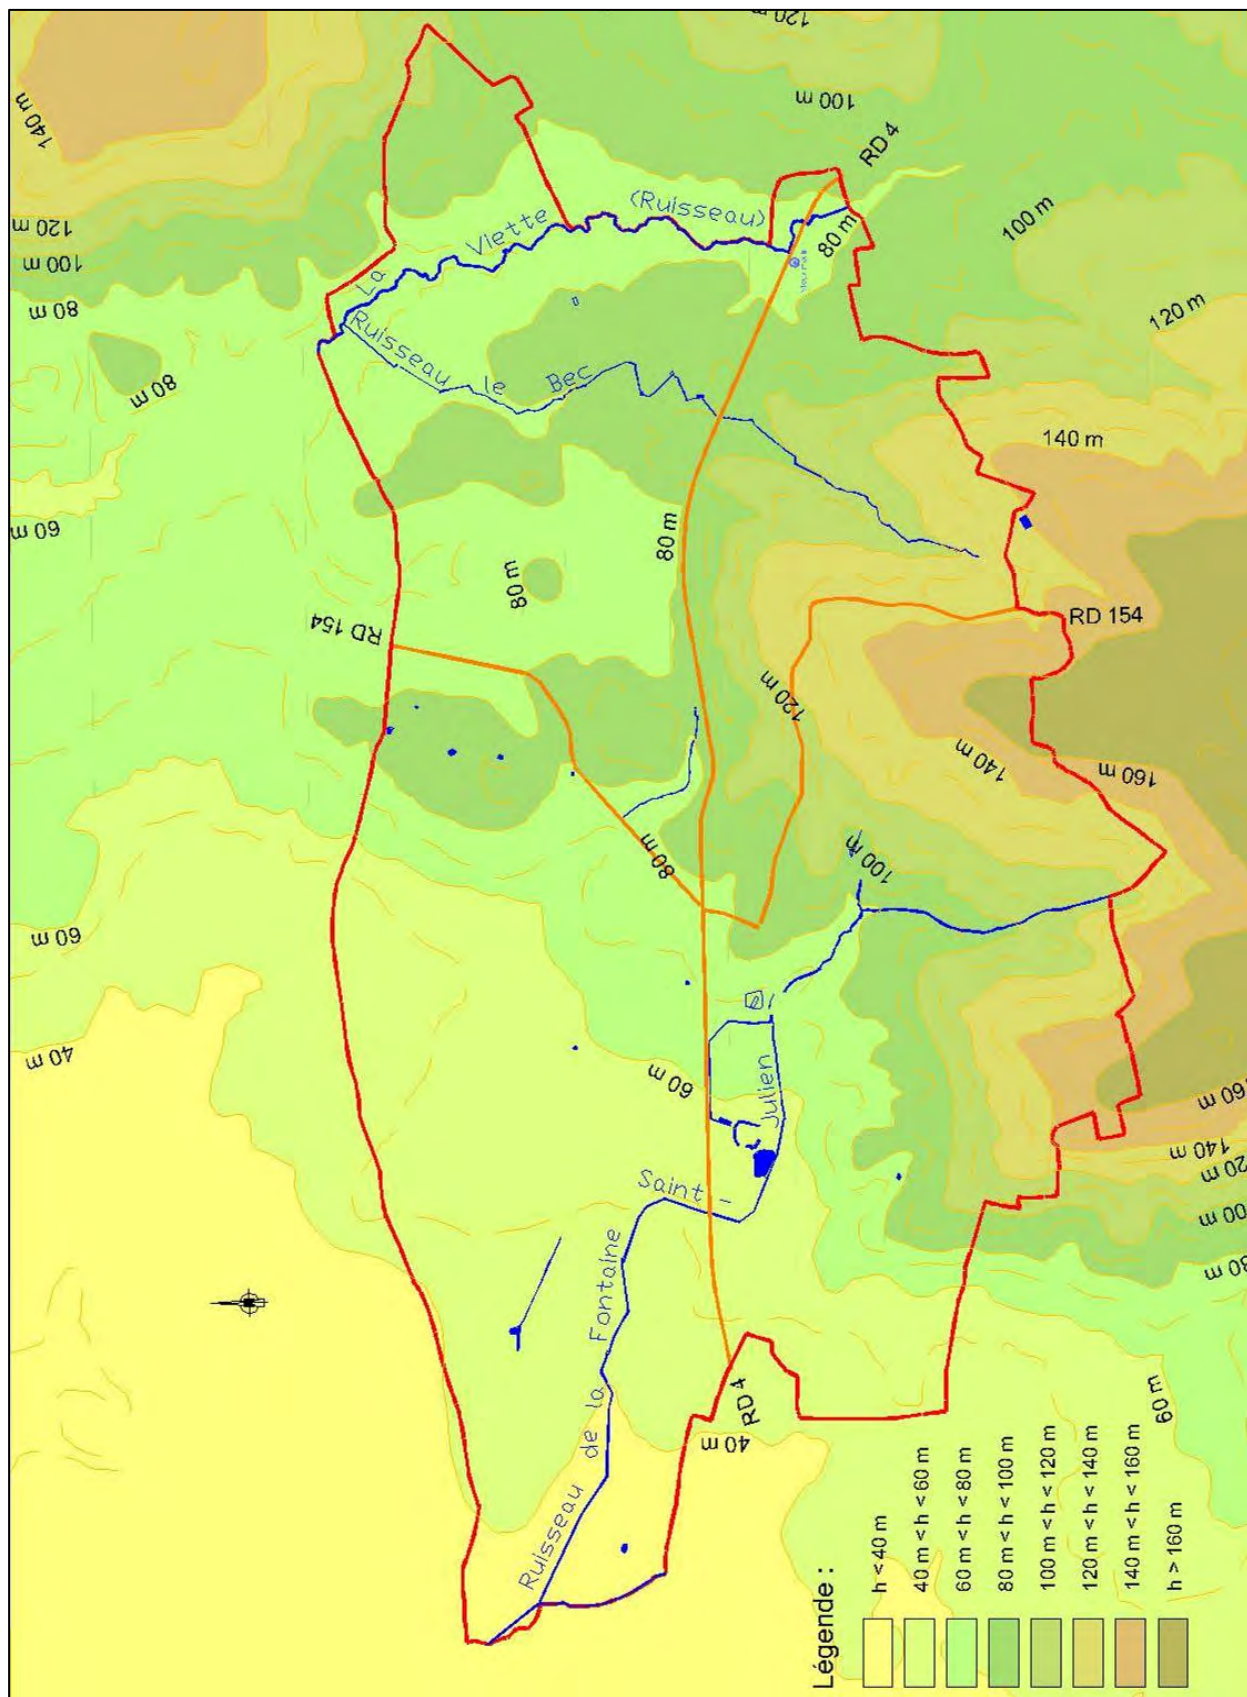 120 m
140 m
100 m
RD 4
120 m
100 m
80 m
La Viette (Ruisseau)
80 m
100 m
Ruisseau le Bec
120 m
80 m
60 m
140 m
80 m
80 m
RD 154
RD 154
120 m
140 m
160 m
80 m
100 m
60 m
40 m
60 m
160
140 m
120 m
Ruisseau de la Fontaine Saint-Julien
RD 4
40 m
60 m
Légende :
h < 40 m
40 m < h < 60 m
60 m < h < 80 m
80 m < h < 100 m
100 m < h < 120 m
120 m < h < 140 m
140 m < h < 160 m
h > 160 m